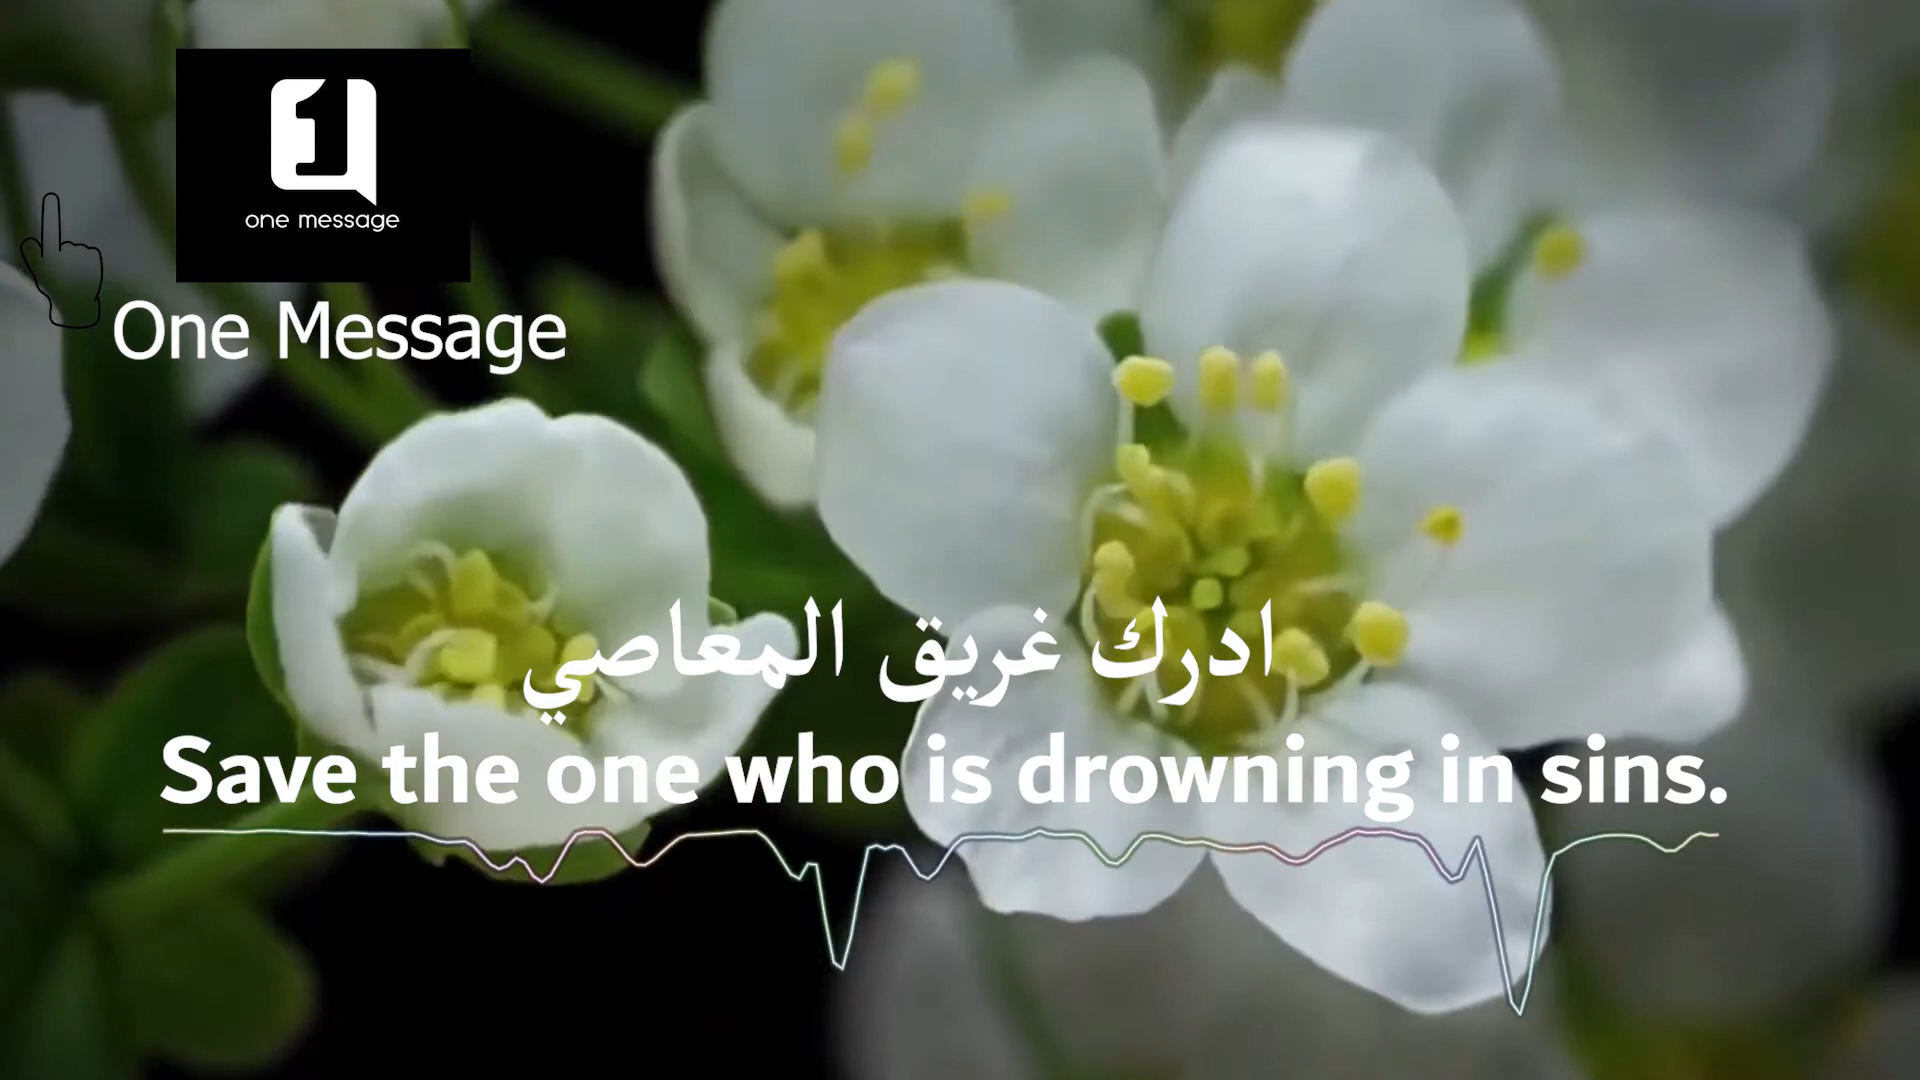 one message
One Message
ادرك غريق المعاصي
Save the one who is drowning in sins.